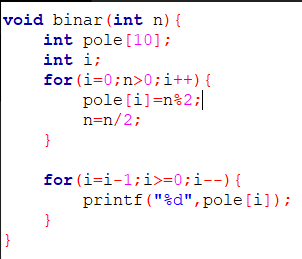 void binar(int n){
    int pole[10];
    int i;
    for(i=0;n>0;i++){
        pole[i]=n%2;
        n=n/2;
    }

    for(i=i-1;i>=0;i--){
        printf("%d",pole[i]);
    }
}